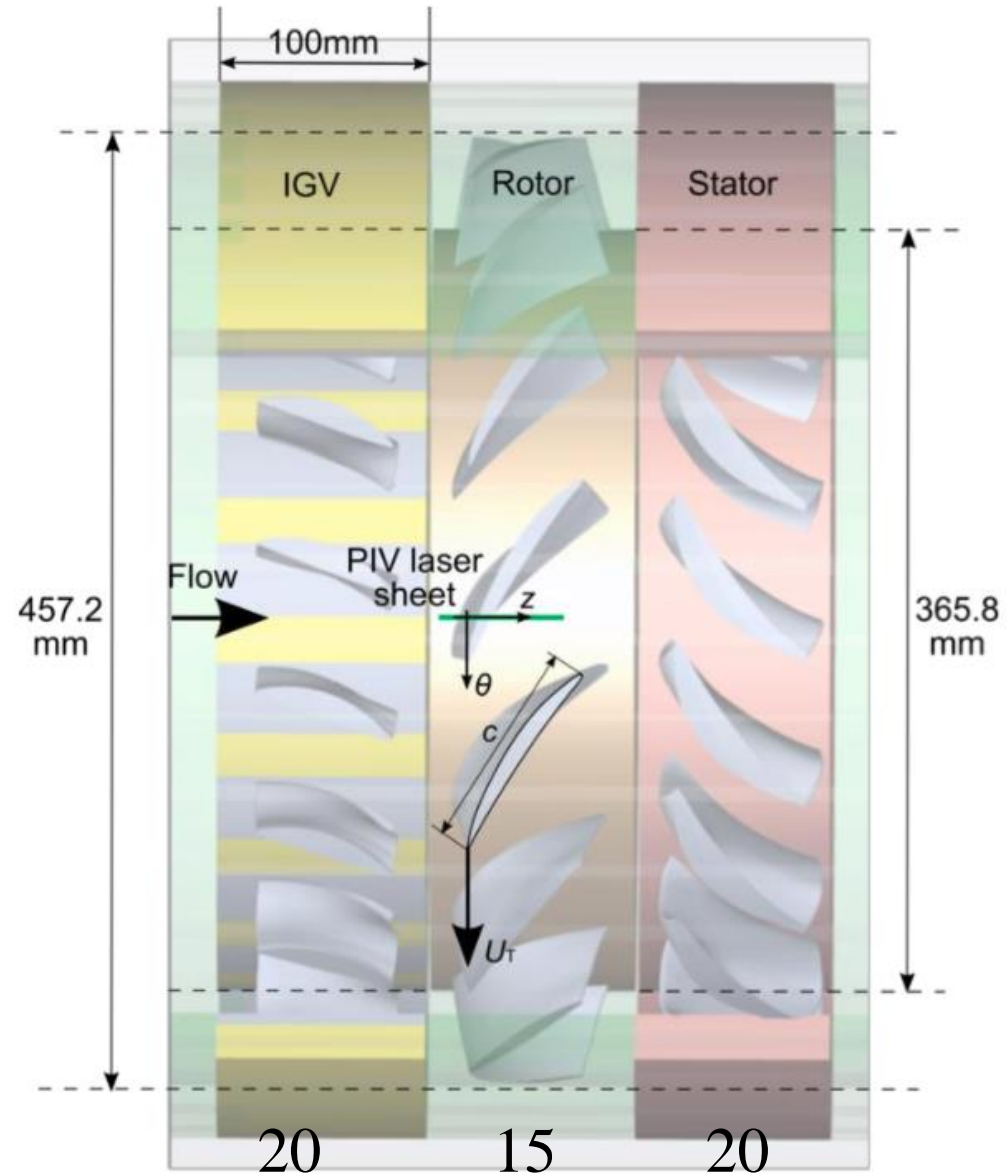 100mm
IGV
Rotor
Stator
Flow
PIV laser
sheet
z
θ
457.2
mm
365.8
mm
c
UT
20
15
20